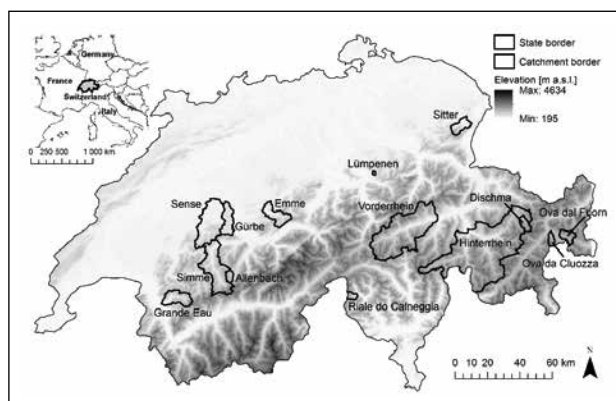 Germany
France
Switzerland
Italy
0 250 500 1 000 km
State border
Catchment border
Elevation [m a.s.l.]
Max: 4634
Min: 195
Sitter
Lümpenen
Sense
Emme
Gürbe
Vorderrhein
Dischma
Ova dal Fuorn
Hinterrhein
Ova da Cluozza
Simme
Allenbach
Grande Eau
Riale do Calneggia
0 10 20 40 60 km
N